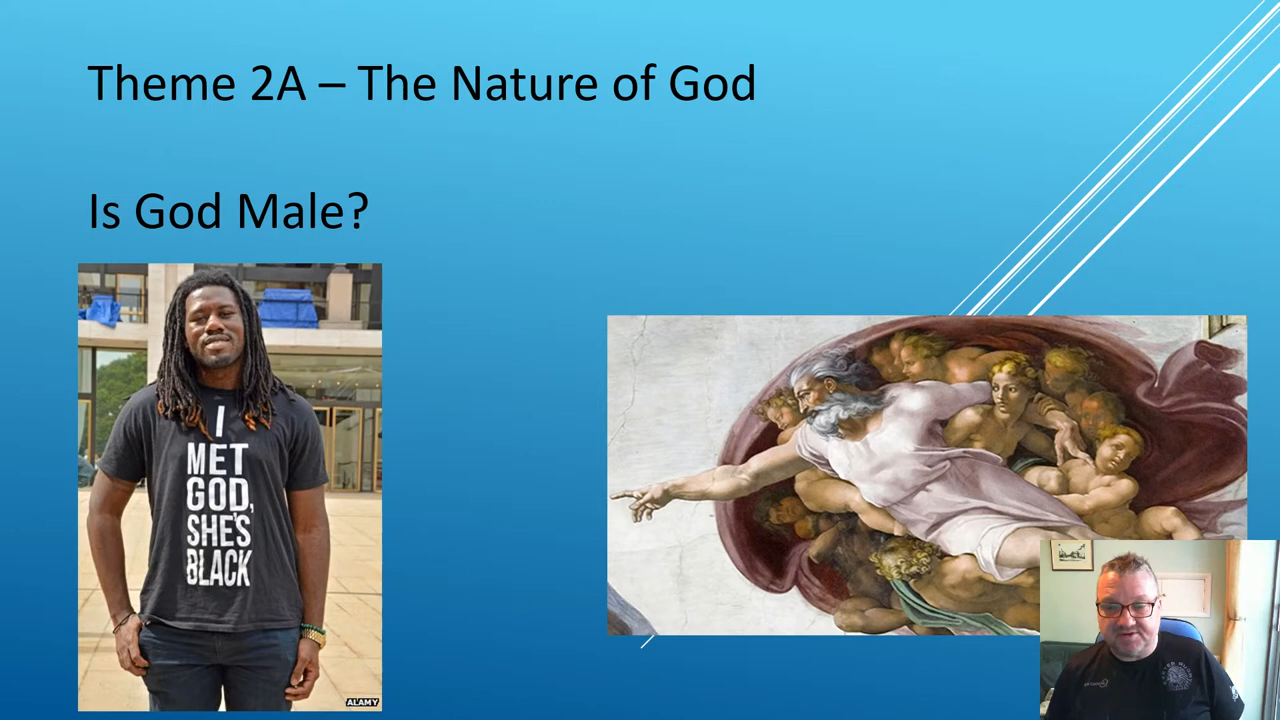 Theme 2A – The Nature of God
Is God Male?
I
MET
GOD,
SHE'S
BLACK
ALAMY